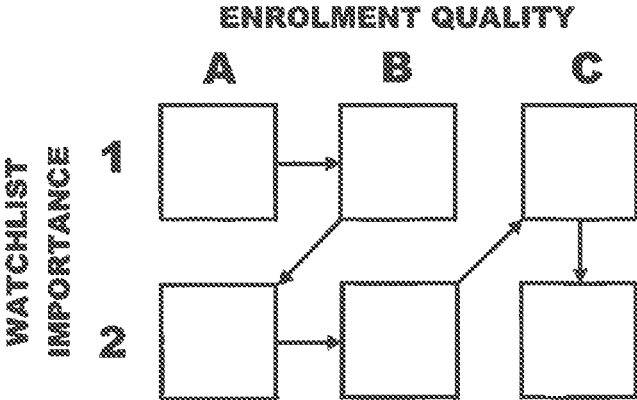 ENROLMENT QUALITY
A B C
WATCHLIST
IMPORTANCE
1
2